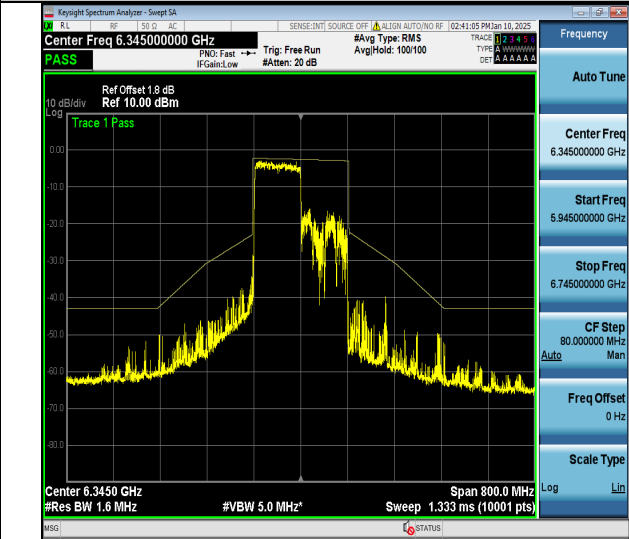 Keysight Spectrum Analyzer - Swept SA
RL RF 50 Ω AC SENSE:INT SOURCE OFF ALIGN AUTO/NO RF 02:41:05 PM Jan 10, 2025
Center Freq 6.345000000 GHz
PASS
PNO: Fast
IFGain:Low
Trig: Free Run
#Atten: 20 dB
#Avg Type: RMS
Avg|Hold: 100/100
TRACE 1 2 3 4 5 6
TYPE A WWWWW
DET A A A A A A
Ref Offset 1.8 dB
10 dB/div Ref 10.00 dBm
Log
Trace 1 Pass
0.00
-10.0
-20.0
-30.0
-40.0
-50.0
-60.0
-70.0
-80.0
Center 6.3450 GHz
Span 800.0 MHz
#Res BW 1.6 MHz
#VBW 5.0 MHz*
Sweep 1.333 ms (10001 pts)
MSG
STATUS
Frequency
Auto Tune
Center Freq
6.345000000 GHz
Start Freq
5.945000000 GHz
Stop Freq
6.745000000 GHz
CF Step
80.000000 MHz
Auto Man
Freq Offset
0 Hz
Scale Type
Log Lin